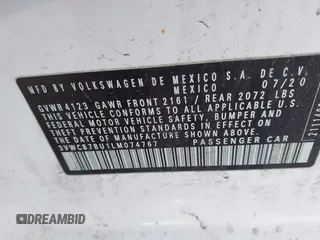 MFD BY VOLKSWAGEN DE MEXICO S.A. DE C.V.
MEXICO 07/20
GVWR 4123 GAWR FRONT 2161 / REAR 2072 LBS
THIS VEHICLE CONFORMS TO ALL APPLICABLE U.S.
FEDERAL MOTOR VEHICLE SAFETY, BUMPER AND
THEFT PREVENTION STANDARDS IN EFFECT ON
THE DATE OF MANUFACTURE SHOWN ABOVE.
3VWCB7BU1LM074767
PASSENGER CAR
DREAMBID